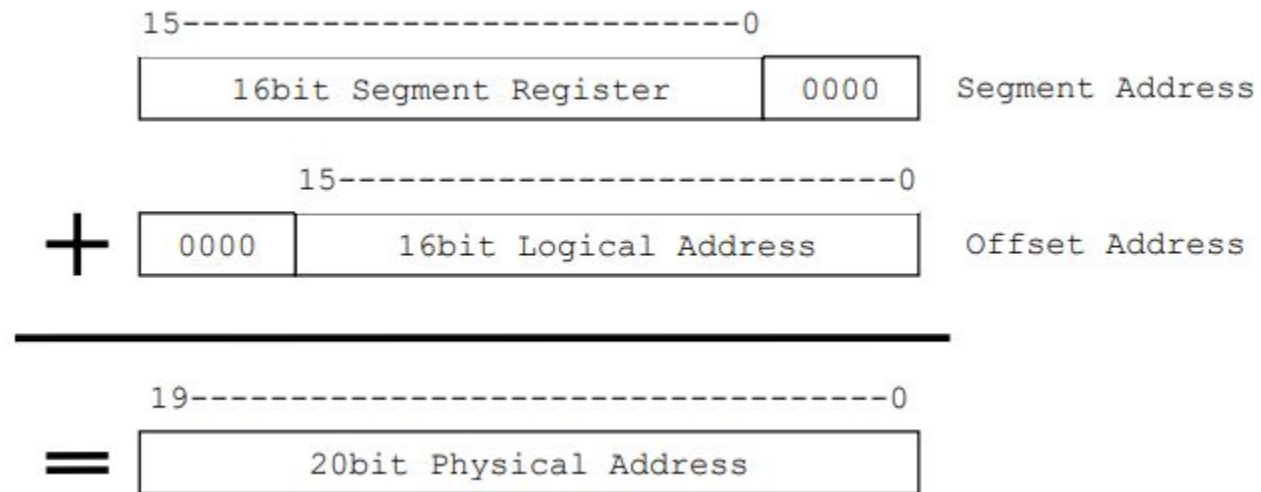 15----------------------------0
16bit Segment Register 0000 Segment Address
15----------------------------0
+ 0000 16bit Logical Address Offset Address
19-----------------------------------0
= 20bit Physical Address